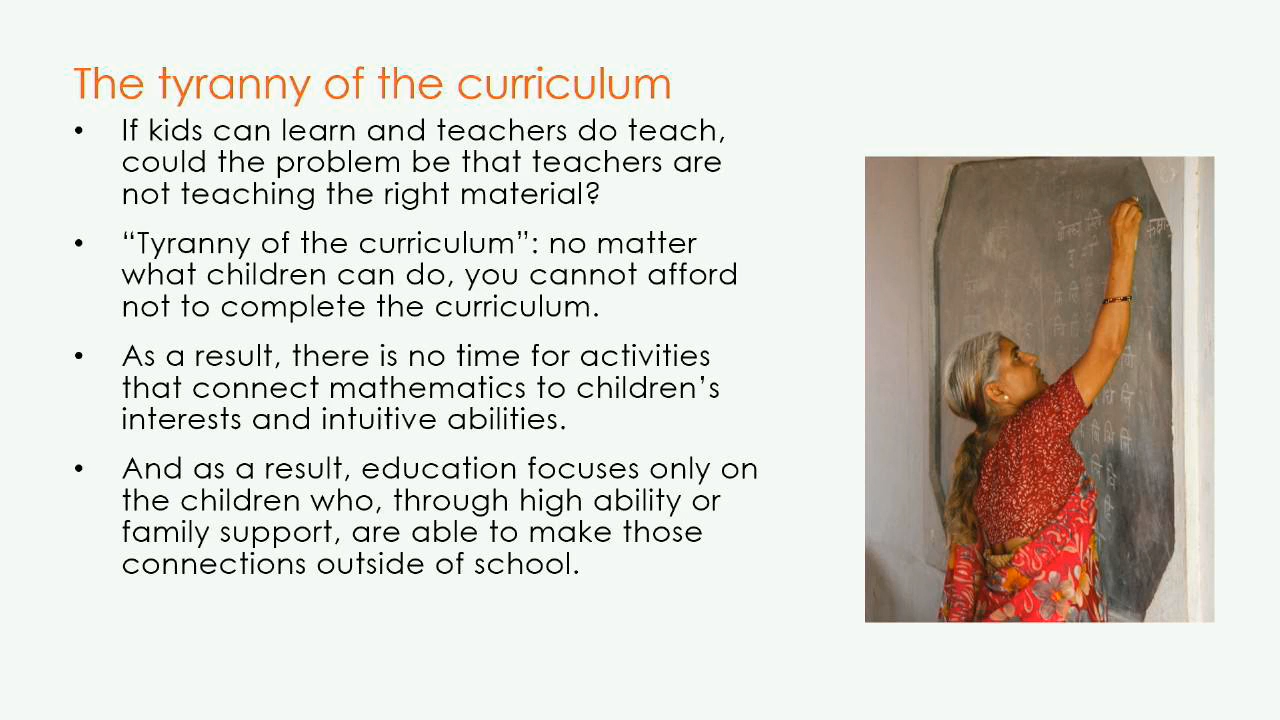 The tyranny of the curriculum
• If kids can learn and teachers do teach,
could the problem be that teachers are
not teaching the right material?
• “Tyranny of the curriculum”: no matter
what children can do, you cannot afford
not to complete the curriculum.
• As a result, there is no time for activities
that connect mathematics to children’s
interests and intuitive abilities.
• And as a result, education focuses only on
the children who, through high ability or
family support, are able to make those
connections outside of school.